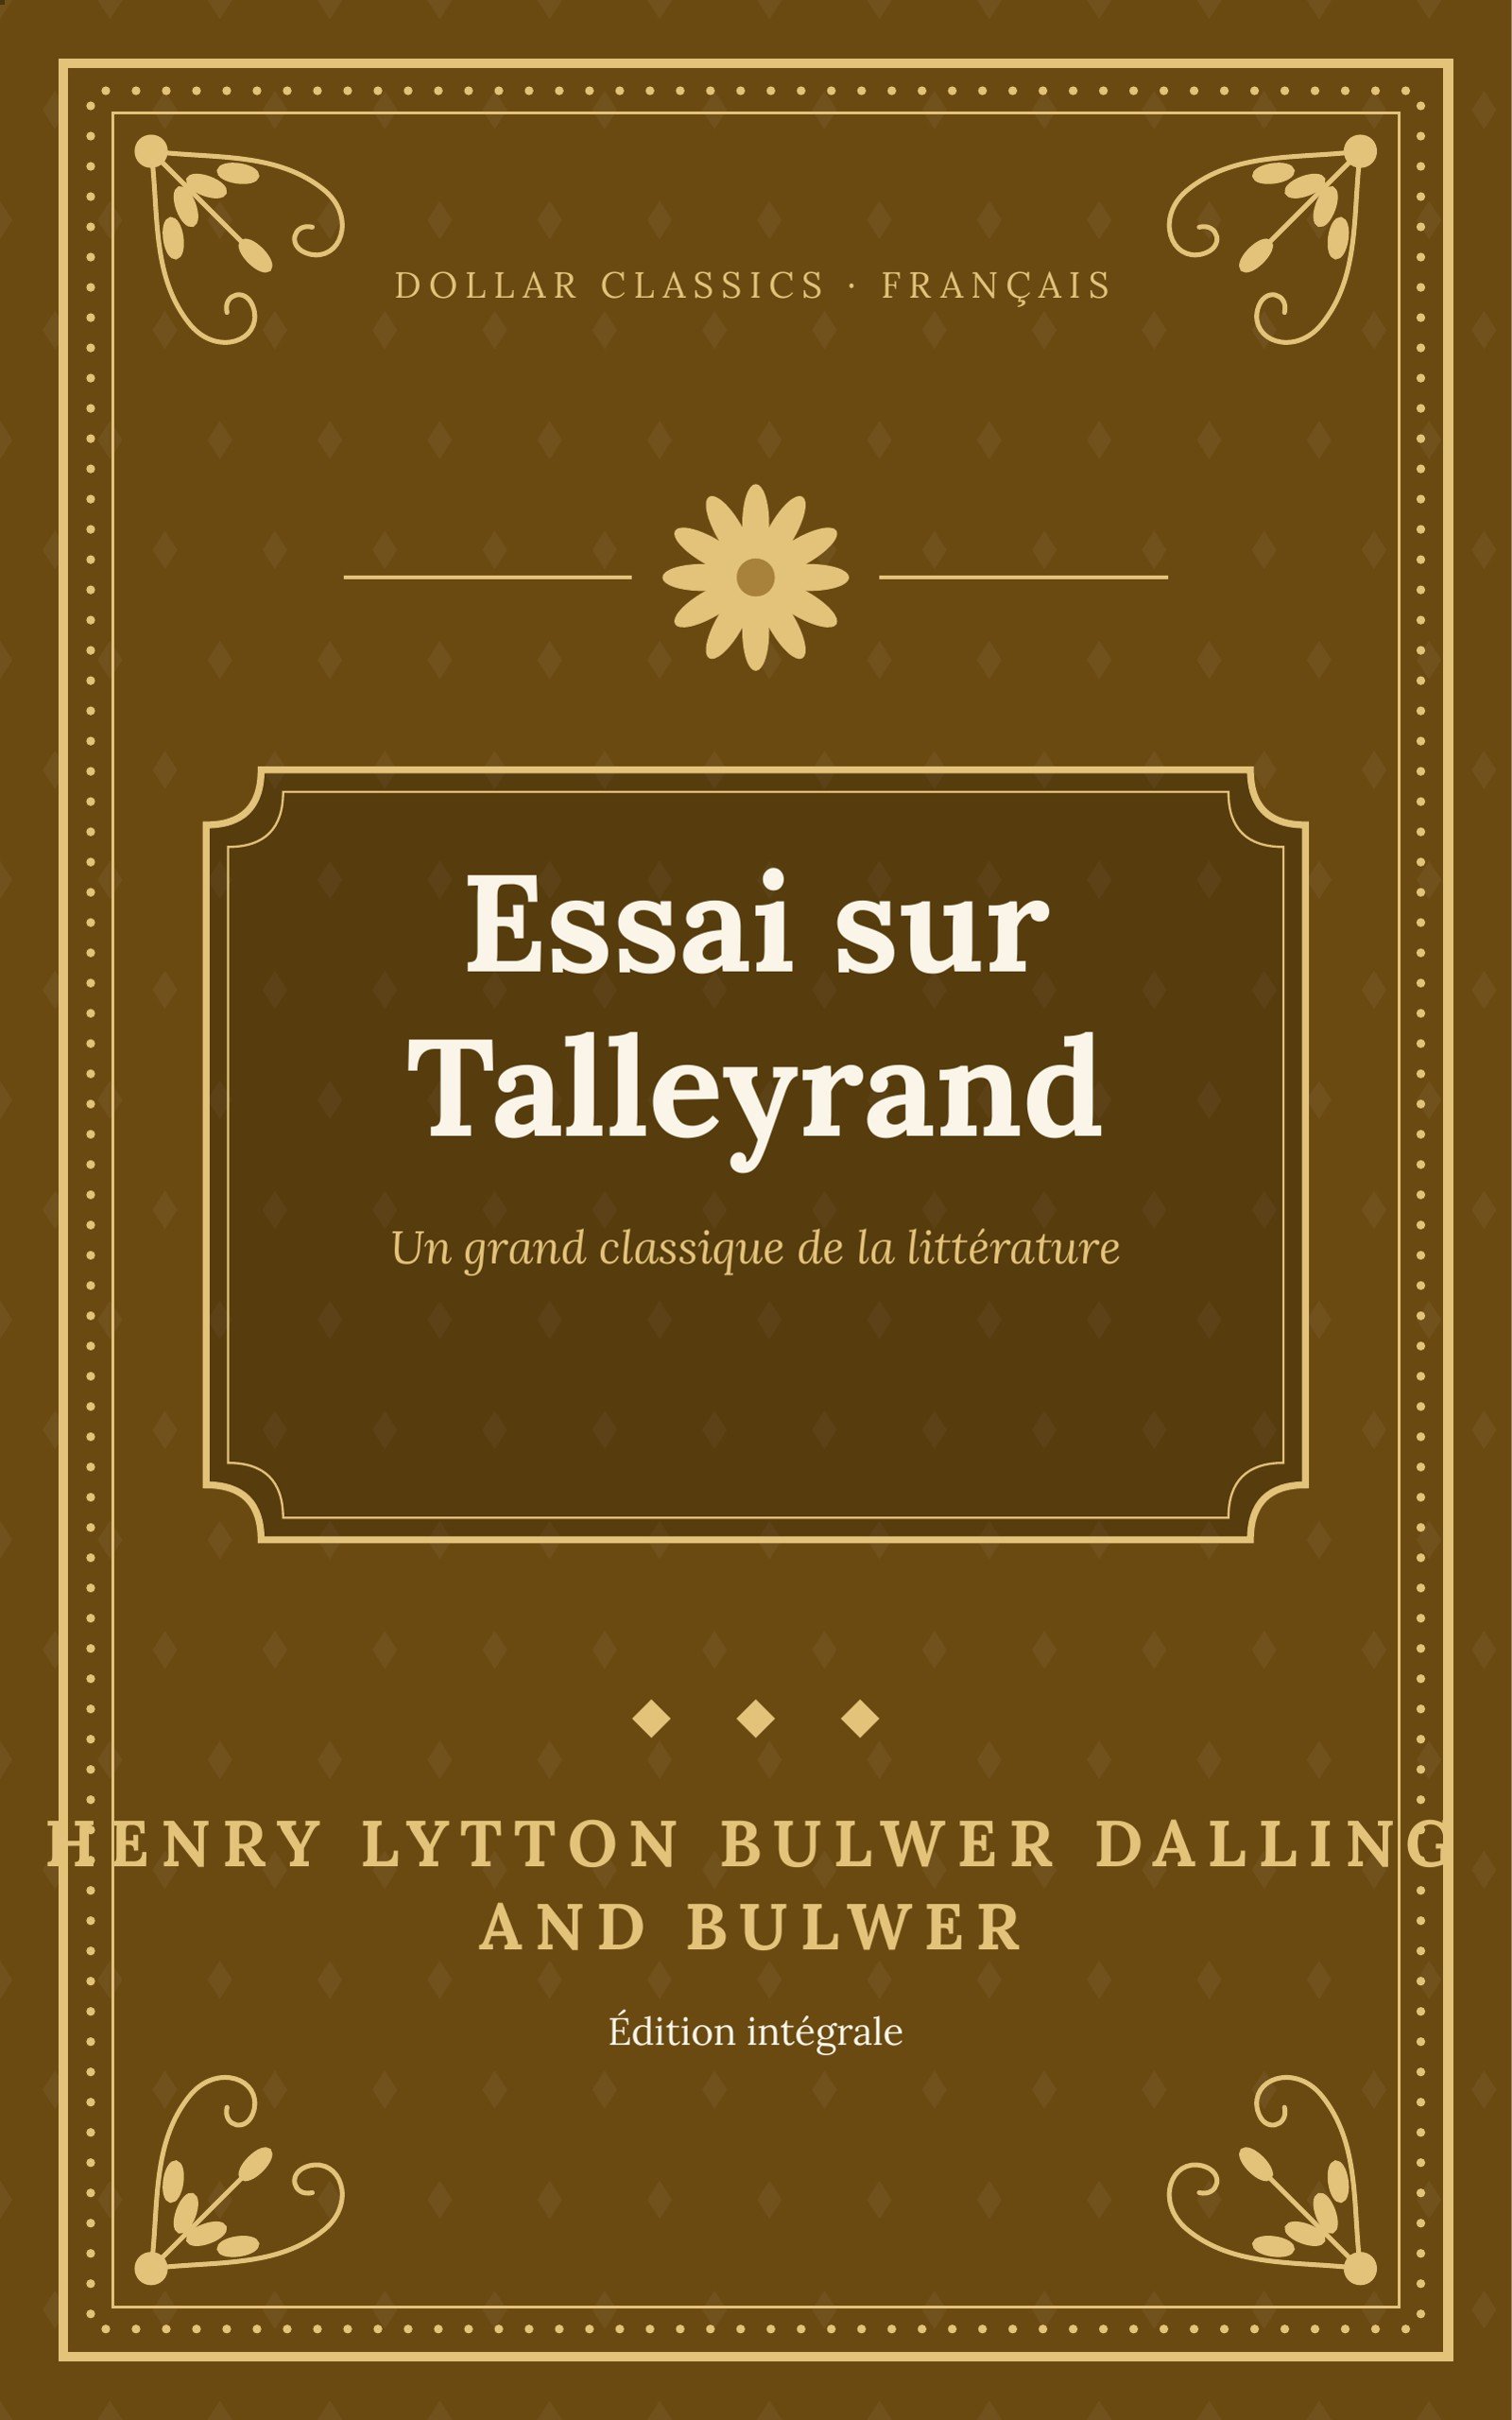 DOLLAR CLASSICS · FRANÇAIS
Essai sur
Talleyrand
Un grand classique de la littérature
HENRY LYTTON BULWER DALLING
AND BULWER
Édition intégrale